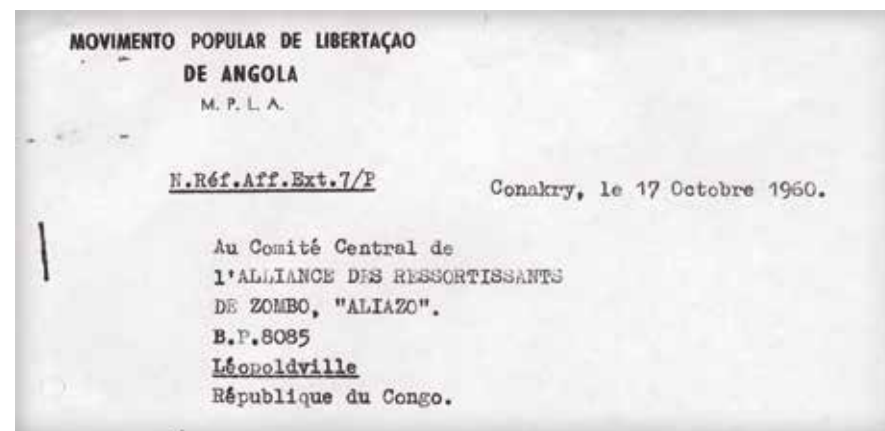 MOVIMENTO POPULAR DE LIBERTAÇAO
DE ANGOLA
M. P. L. A.
N.Réf.Aff.Ext.7/P
Conakry, le 17 Octobre 1960.
Au Comité Central de
l'ALLIANCE DES RESSORTISSANTS
DE ZOMBO, "ALIAZO".
B.P.8085
Léopoldville
République du Congo.